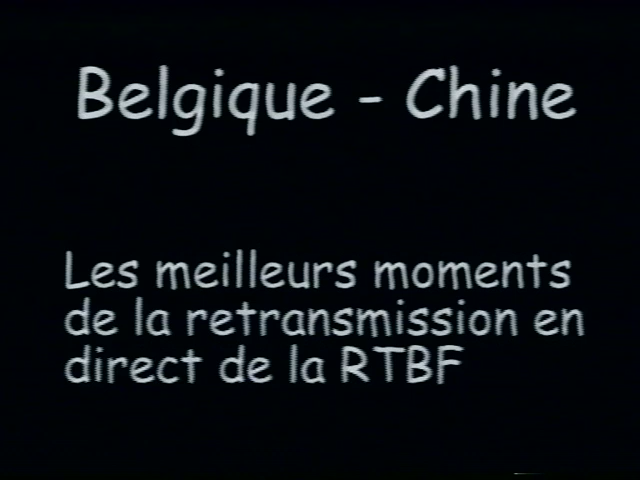 Belgique - Chine
Les meilleurs moments
de la retransmission en
direct de la RTBF